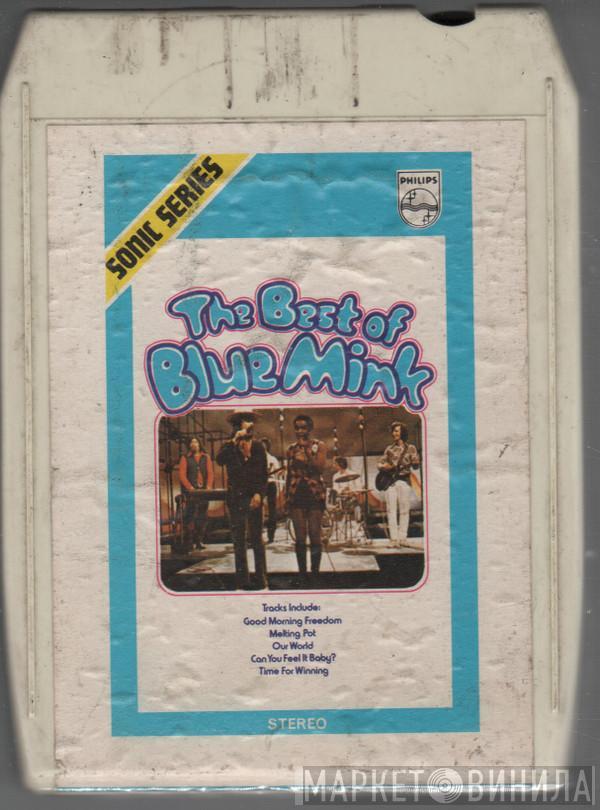 SONIC SERIES
PHILIPS
The Best of
Blue Mink
Tracks Include:
Good Morning Freedom
Melting Pot
Our World
Can You Feel It Baby?
Time For Winning
STEREO
МАРКЕТ ВИНИЛА